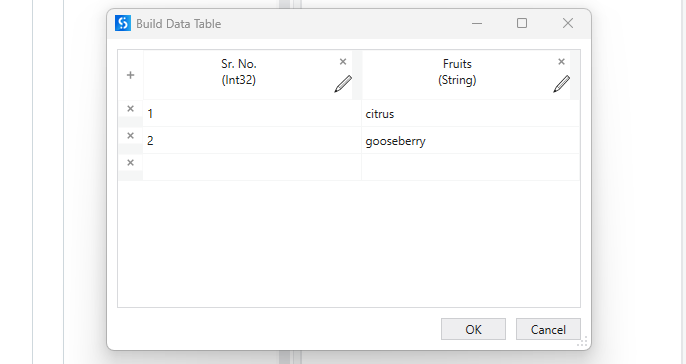 Build Data Table
Sr. No. Fruits
(Int32) (String)
1 citrus
2 gooseberry
OK Cancel